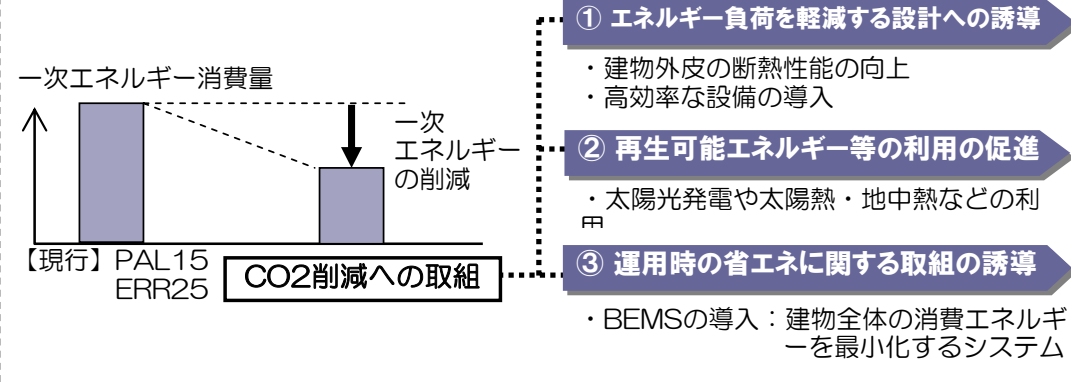 一次エネルギー消費量
一次
エネルギー
の削減
【現行】PAL15
ERR25
CO2削減への取組
① エネルギー負荷を軽減する設計への誘導
・建物外皮の断熱性能の向上
・高効率な設備の導入
② 再生可能エネルギー等の利用の促進
・太陽光発電や太陽熱・地中熱などの利
③ 運用時の省エネに関する取組の誘導
・BEMSの導入：建物全体の消費エネルギ
ーを最小化するシステム